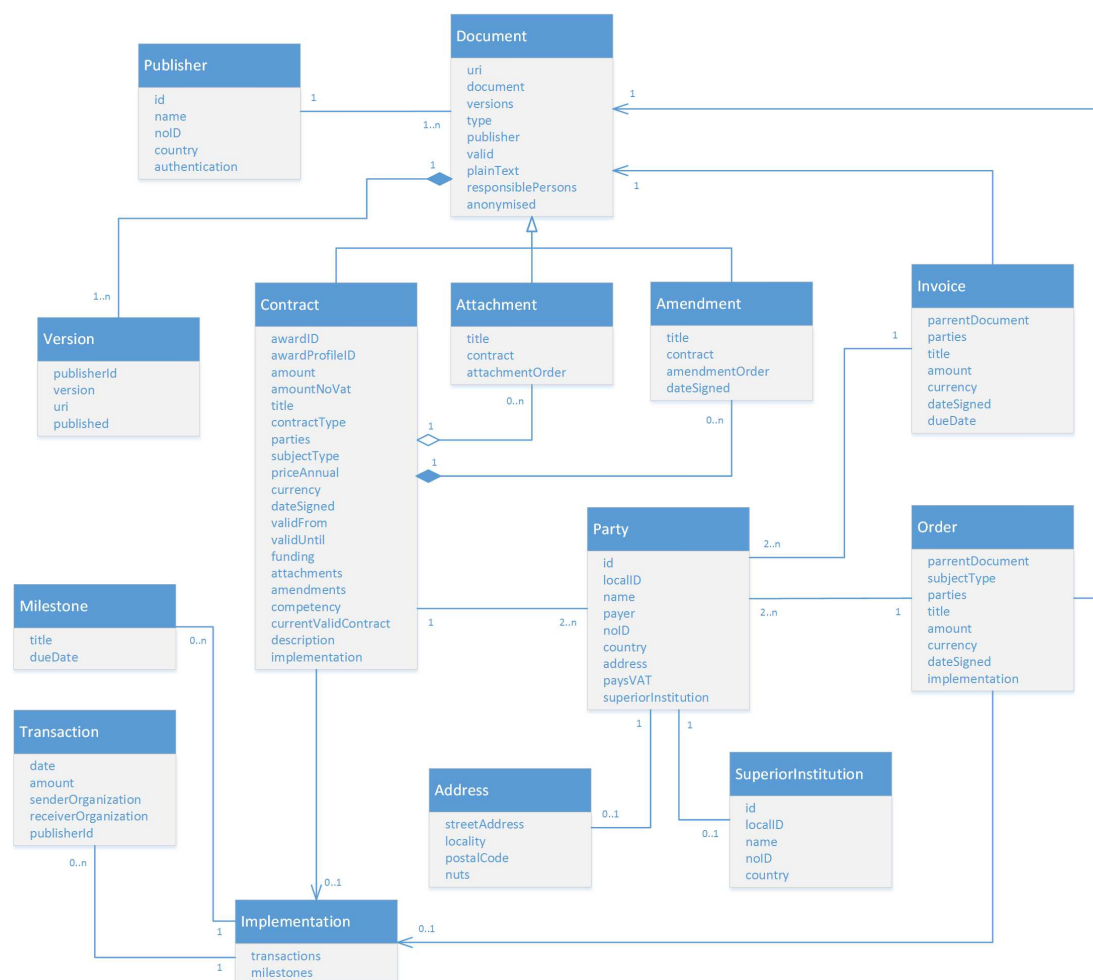 Document
uri
document
versions
type
publisher
valid
plainText
responsiblePersons
anonymised
Publisher
id
name
noID
country
authentication
1
1..n
1
1
1
1..n
Version
publisherId
version
uri
published
Contract
awardID
awardProfileID
amount
amountNoVat
title
contractType
parties
subjectType
priceAnnual
currency
dateSigned
validFrom
validUntil
funding
attachments
amendments
competency
currentValidContract
description
implementation
Attachment
title
contract
attachmentOrder
0..n
1
Amendment
title
contract
amendmentOrder
dateSigned
0..n
1
Invoice
parrentDocument
parties
title
amount
currency
dateSigned
dueDate
1
2..n
Party
id
localID
name
payer
noID
country
address
paysVAT
superiorInstitution
1
2..n
2..n
1
Order
parrentDocument
subjectType
parties
title
amount
currency
dateSigned
implementation
Milestone
title
dueDate
0..n
Transaction
date
amount
senderOrganization
receiverOrganization
publisherId
0..n
1
1
Address
streetAddress
locality
postalCode
nuts
0..1
SuperiorInstitution
id
localID
name
noID
country
0..1
0..1
0..1
Implementation
transactions
milestones
1
1